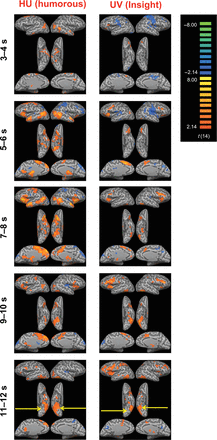 HU (humorous)
UV (Insight)
3–4 s
5–6 s
7–8 s
9–10 s
11–12 s
−8.00
−2.14
8.00
2.14
t(14)